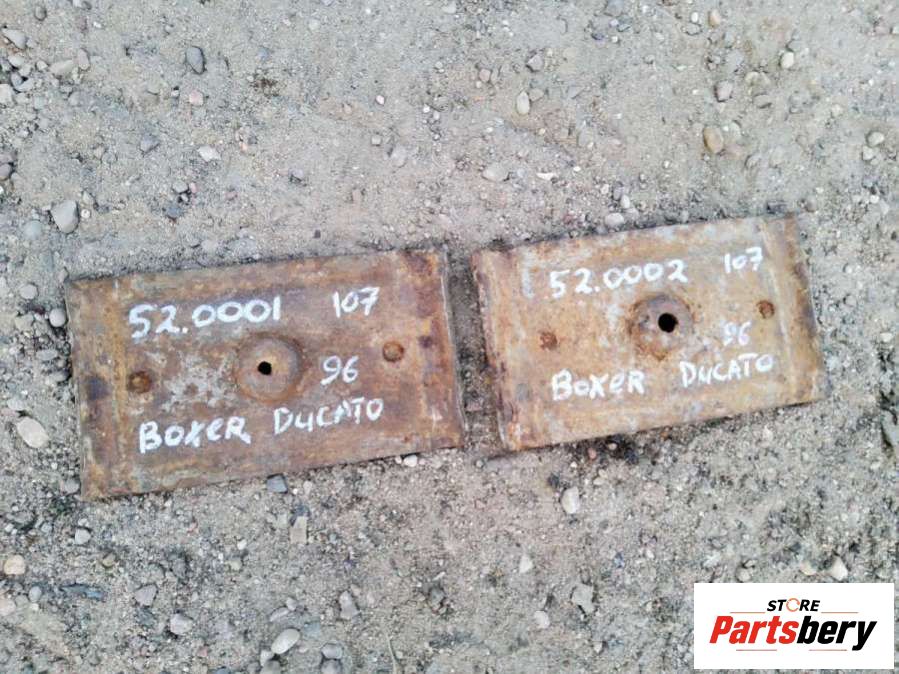 52.0001 107
96
BOXER DUCATO
52.0002 107
96
BOXER DUCATO
STORE
Partsbery